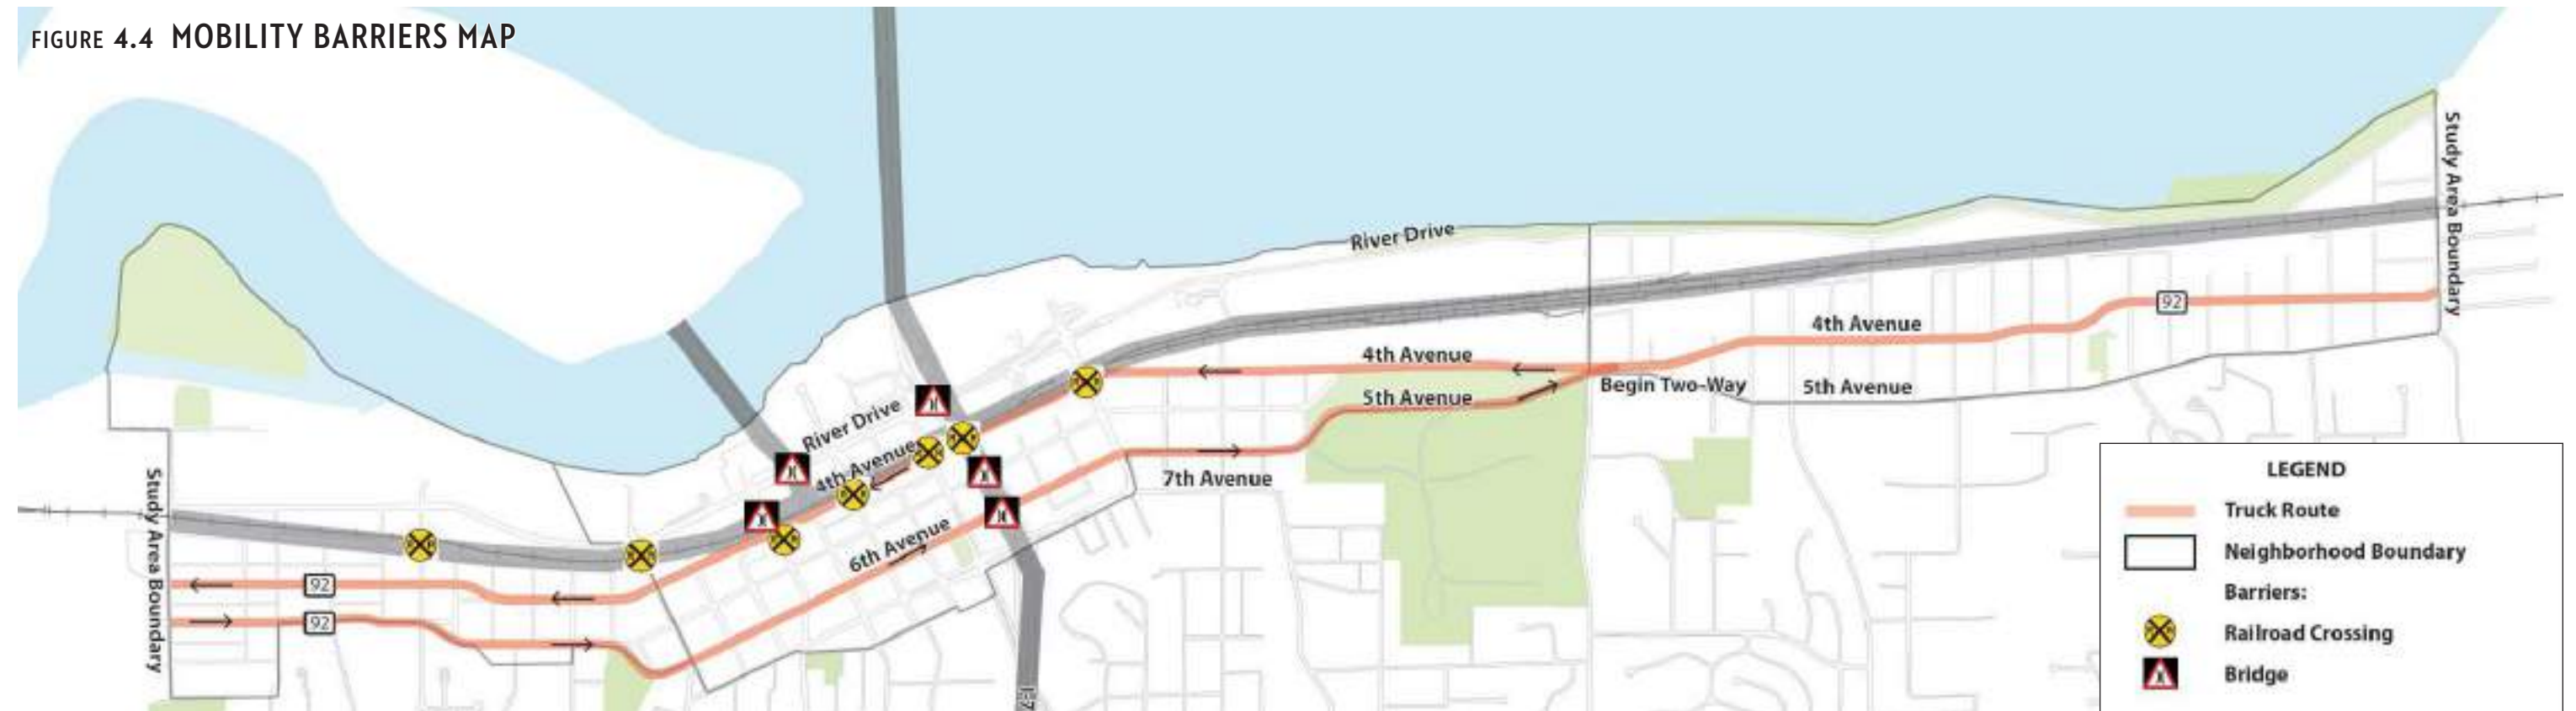 FIGURE 4.4 MOBILITY BARRIERS MAP
Study Area Boundary
River Drive
92
4th Avenue
4th Avenue
5th Avenue
Begin Two-Way
5th Avenue
River Drive
4th Avenue
7th Avenue
6th Avenue
Study Area Boundary
92
92
I-7
LEGEND
Truck Route
Neighborhood Boundary
Barriers:
Railroad Crossing
Bridge